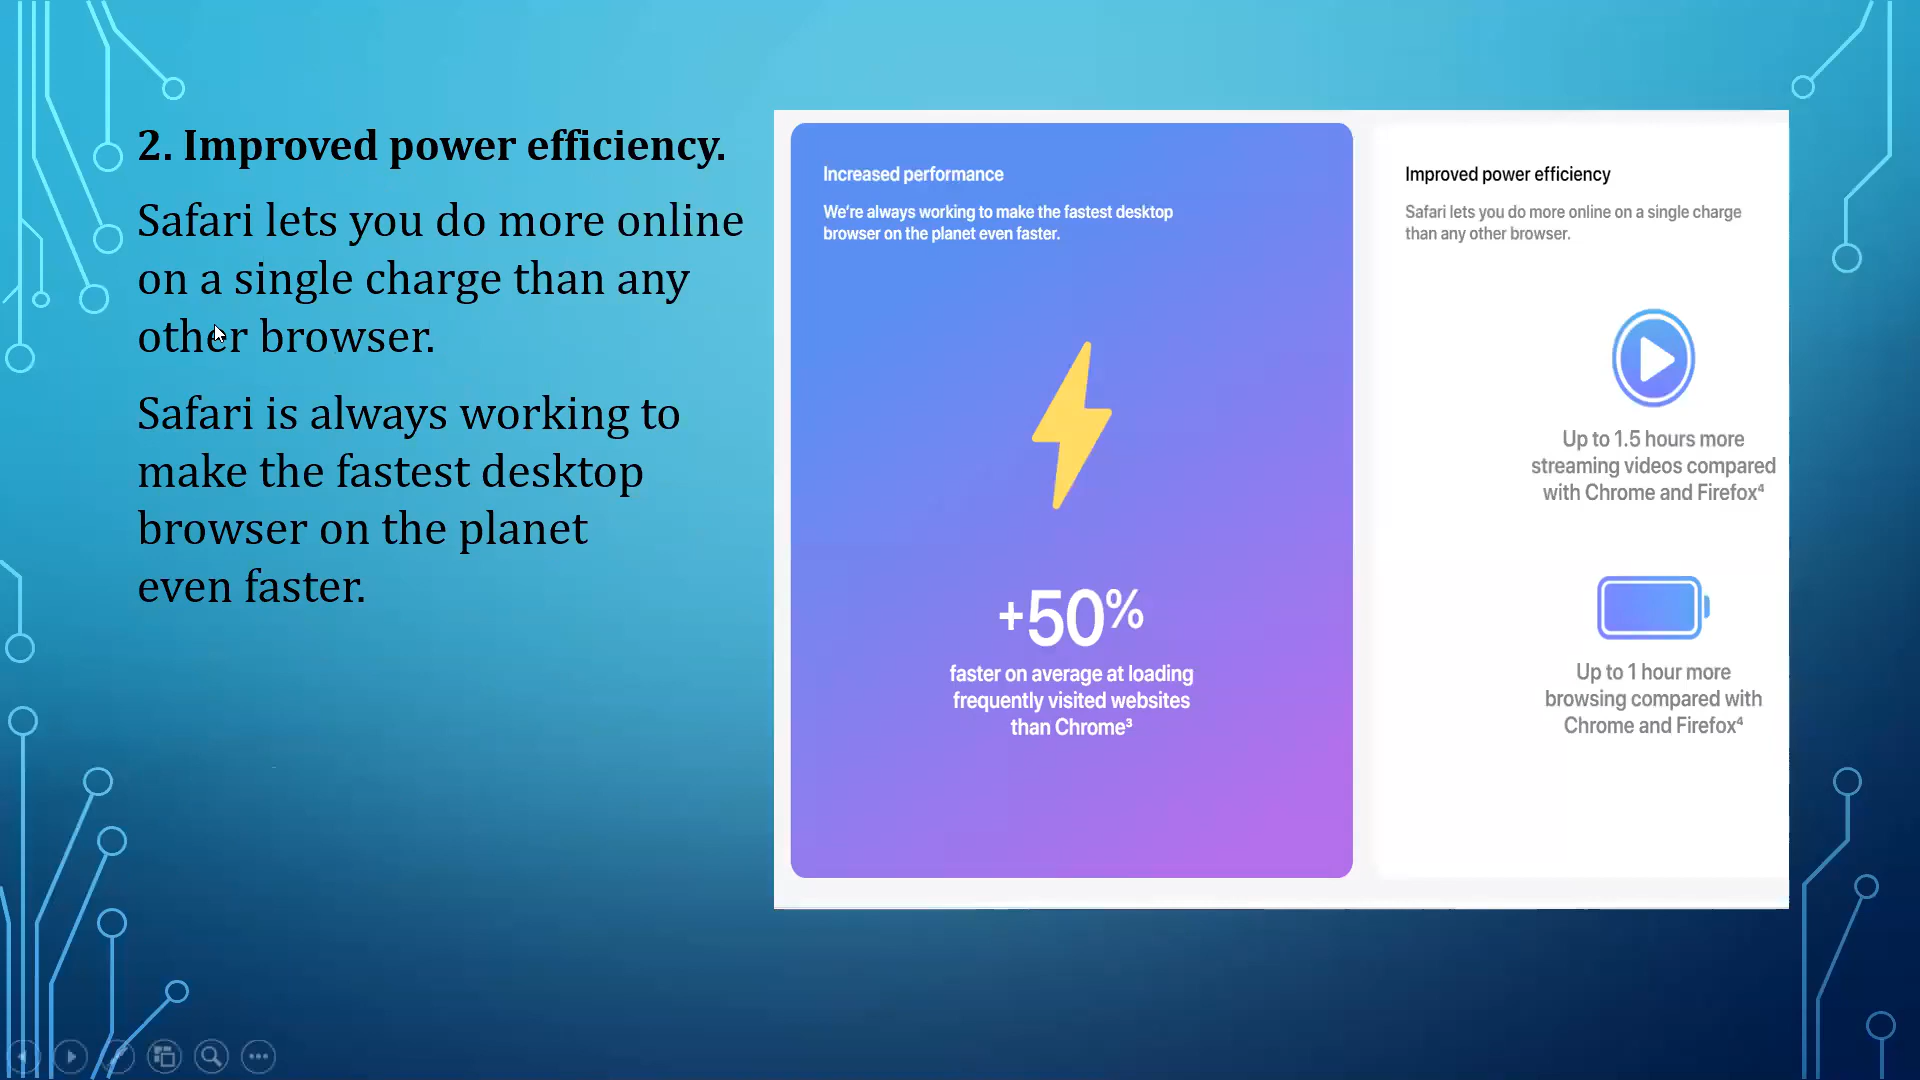 2. Improved power efficiency.
Safari lets you do more online
on a single charge than any
other browser.
Safari is always working to
make the fastest desktop
browser on the planet
even faster.
Increased performance
We're always working to make the fastest desktop
browser on the planet even faster.
+50%
faster on average at loading
frequently visited websites
than Chrome³
Improved power efficiency
Safari lets you do more online on a single charge
than any other browser.
Up to 1.5 hours more
streaming videos compared
with Chrome and Firefox⁴
Up to 1 hour more
browsing compared with
Chrome and Firefox⁴